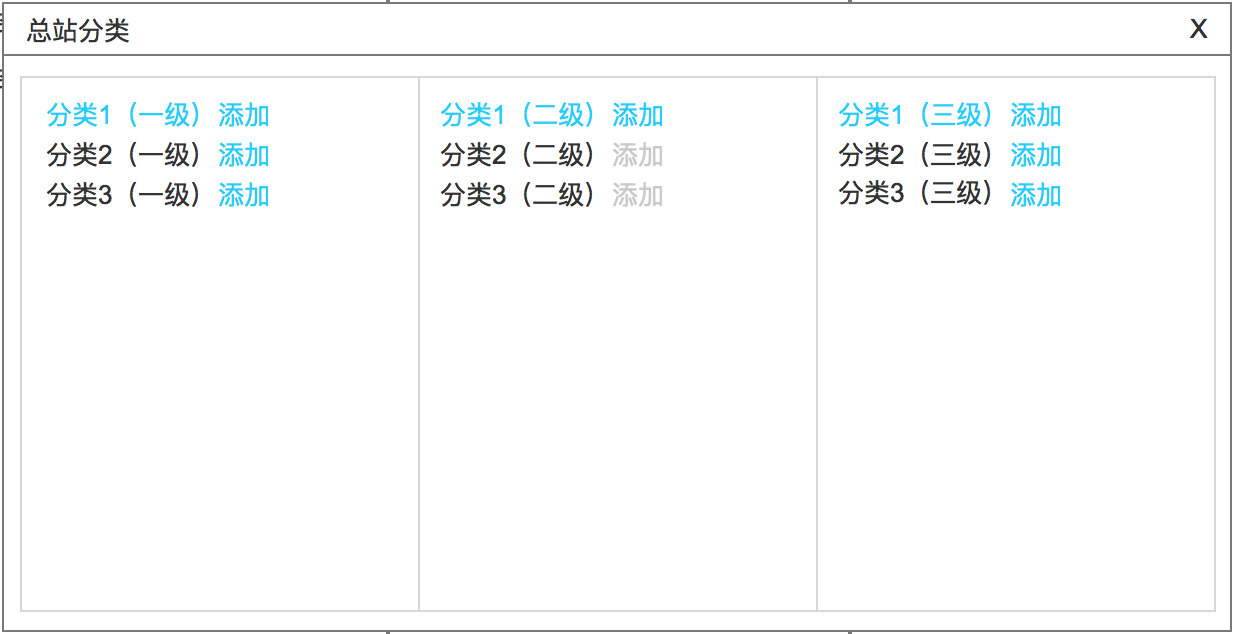 总站分类 X
分类1（一级） 添加
分类2（一级） 添加
分类3（一级） 添加
分类1（二级） 添加
分类2（二级） 添加
分类3（二级） 添加
分类1（三级） 添加
分类2（三级） 添加
分类3（三级） 添加